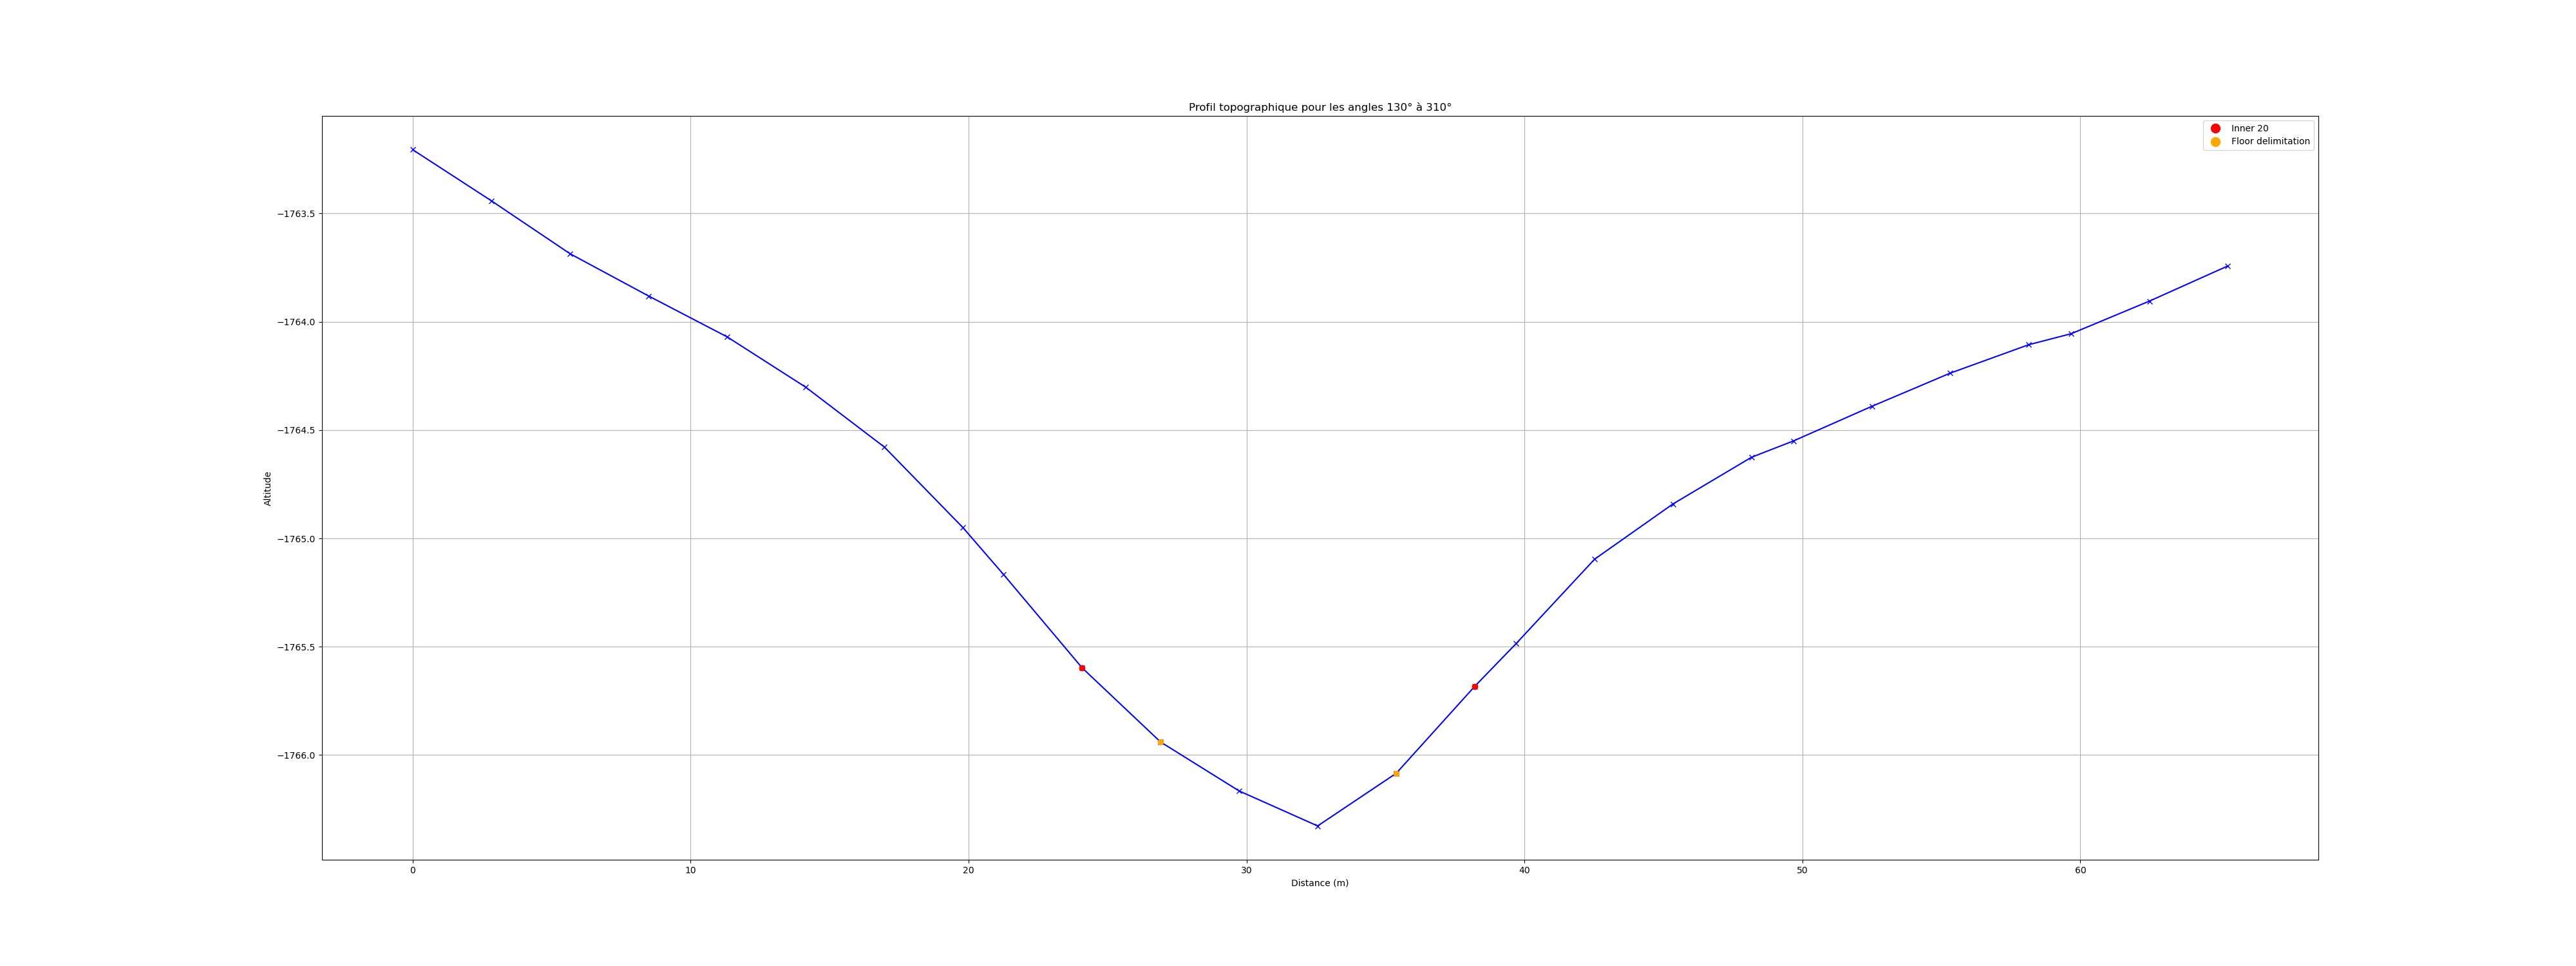 Profil topographique pour les angles 130° à 310°
Inner 20
Floor delimitation
Altitude
−1763.5
−1764.0
−1764.5
−1765.0
−1765.5
−1766.0
0 10 20 30 40 50 60
Distance (m)